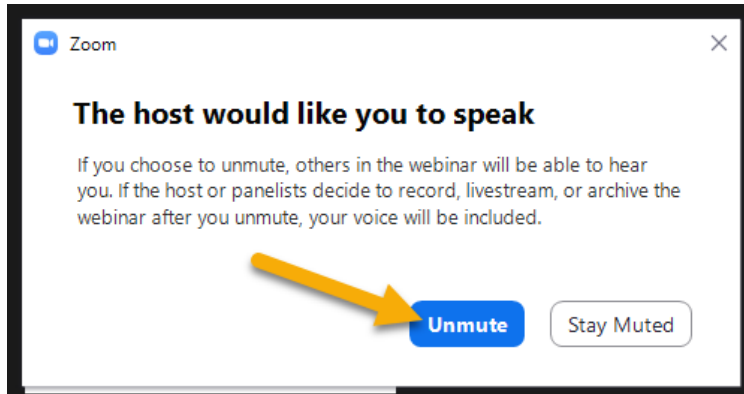 Zoom
The host would like you to speak
If you choose to unmute, others in the webinar will be able to hear
you. If the host or panelists decide to record, livestream, or archive the
webinar after you unmute, your voice will be included.
Unmute
Stay Muted